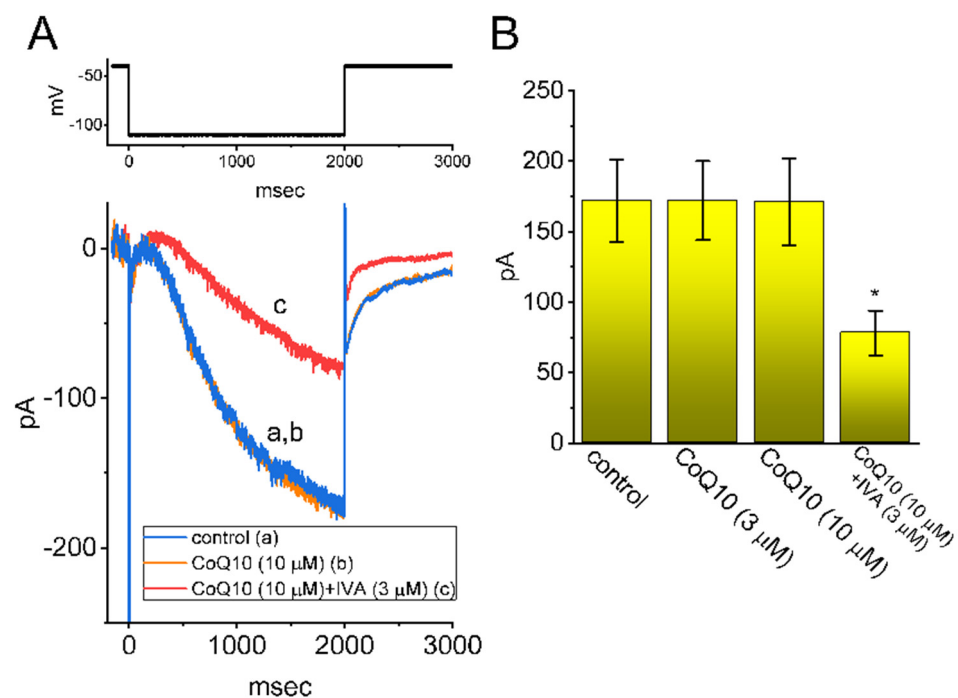 A
mV
-50
-100
0
1000
2000
3000
msec
pA
0
-100
-200
c
a,b
control (a)
CoQ10 (10 μM) (b)
CoQ10 (10 μM)+IVA (3 μM) (c)
0
1000
2000
3000
msec
B
pA
250
200
150
100
50
0
*
control
CoQ10 (3 μM)
CoQ10 (10 μM)
CoQ10 (10 μM)
+IVA (3 μM)